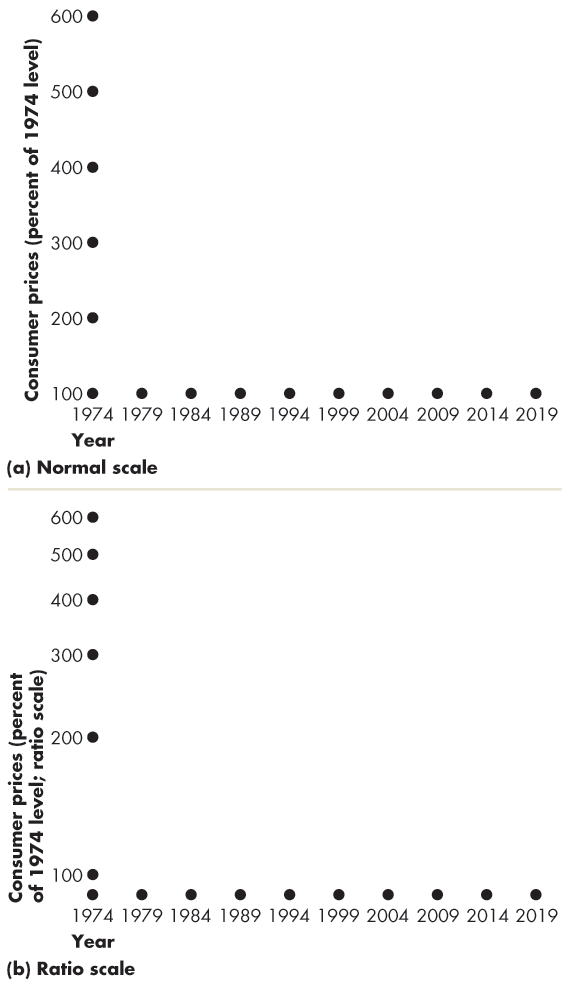 Consumer prices (percent of 1974 level)
600
500
400
300
200
100
1974 1979 1984 1989 1994 1999 2004 2009 2014 2019
Year
(a) Normal scale
Consumer prices (percent
of 1974 level; ratio scale)
600
500
400
300
200
100
1974 1979 1984 1989 1994 1999 2004 2009 2014 2019
Year
(b) Ratio scale